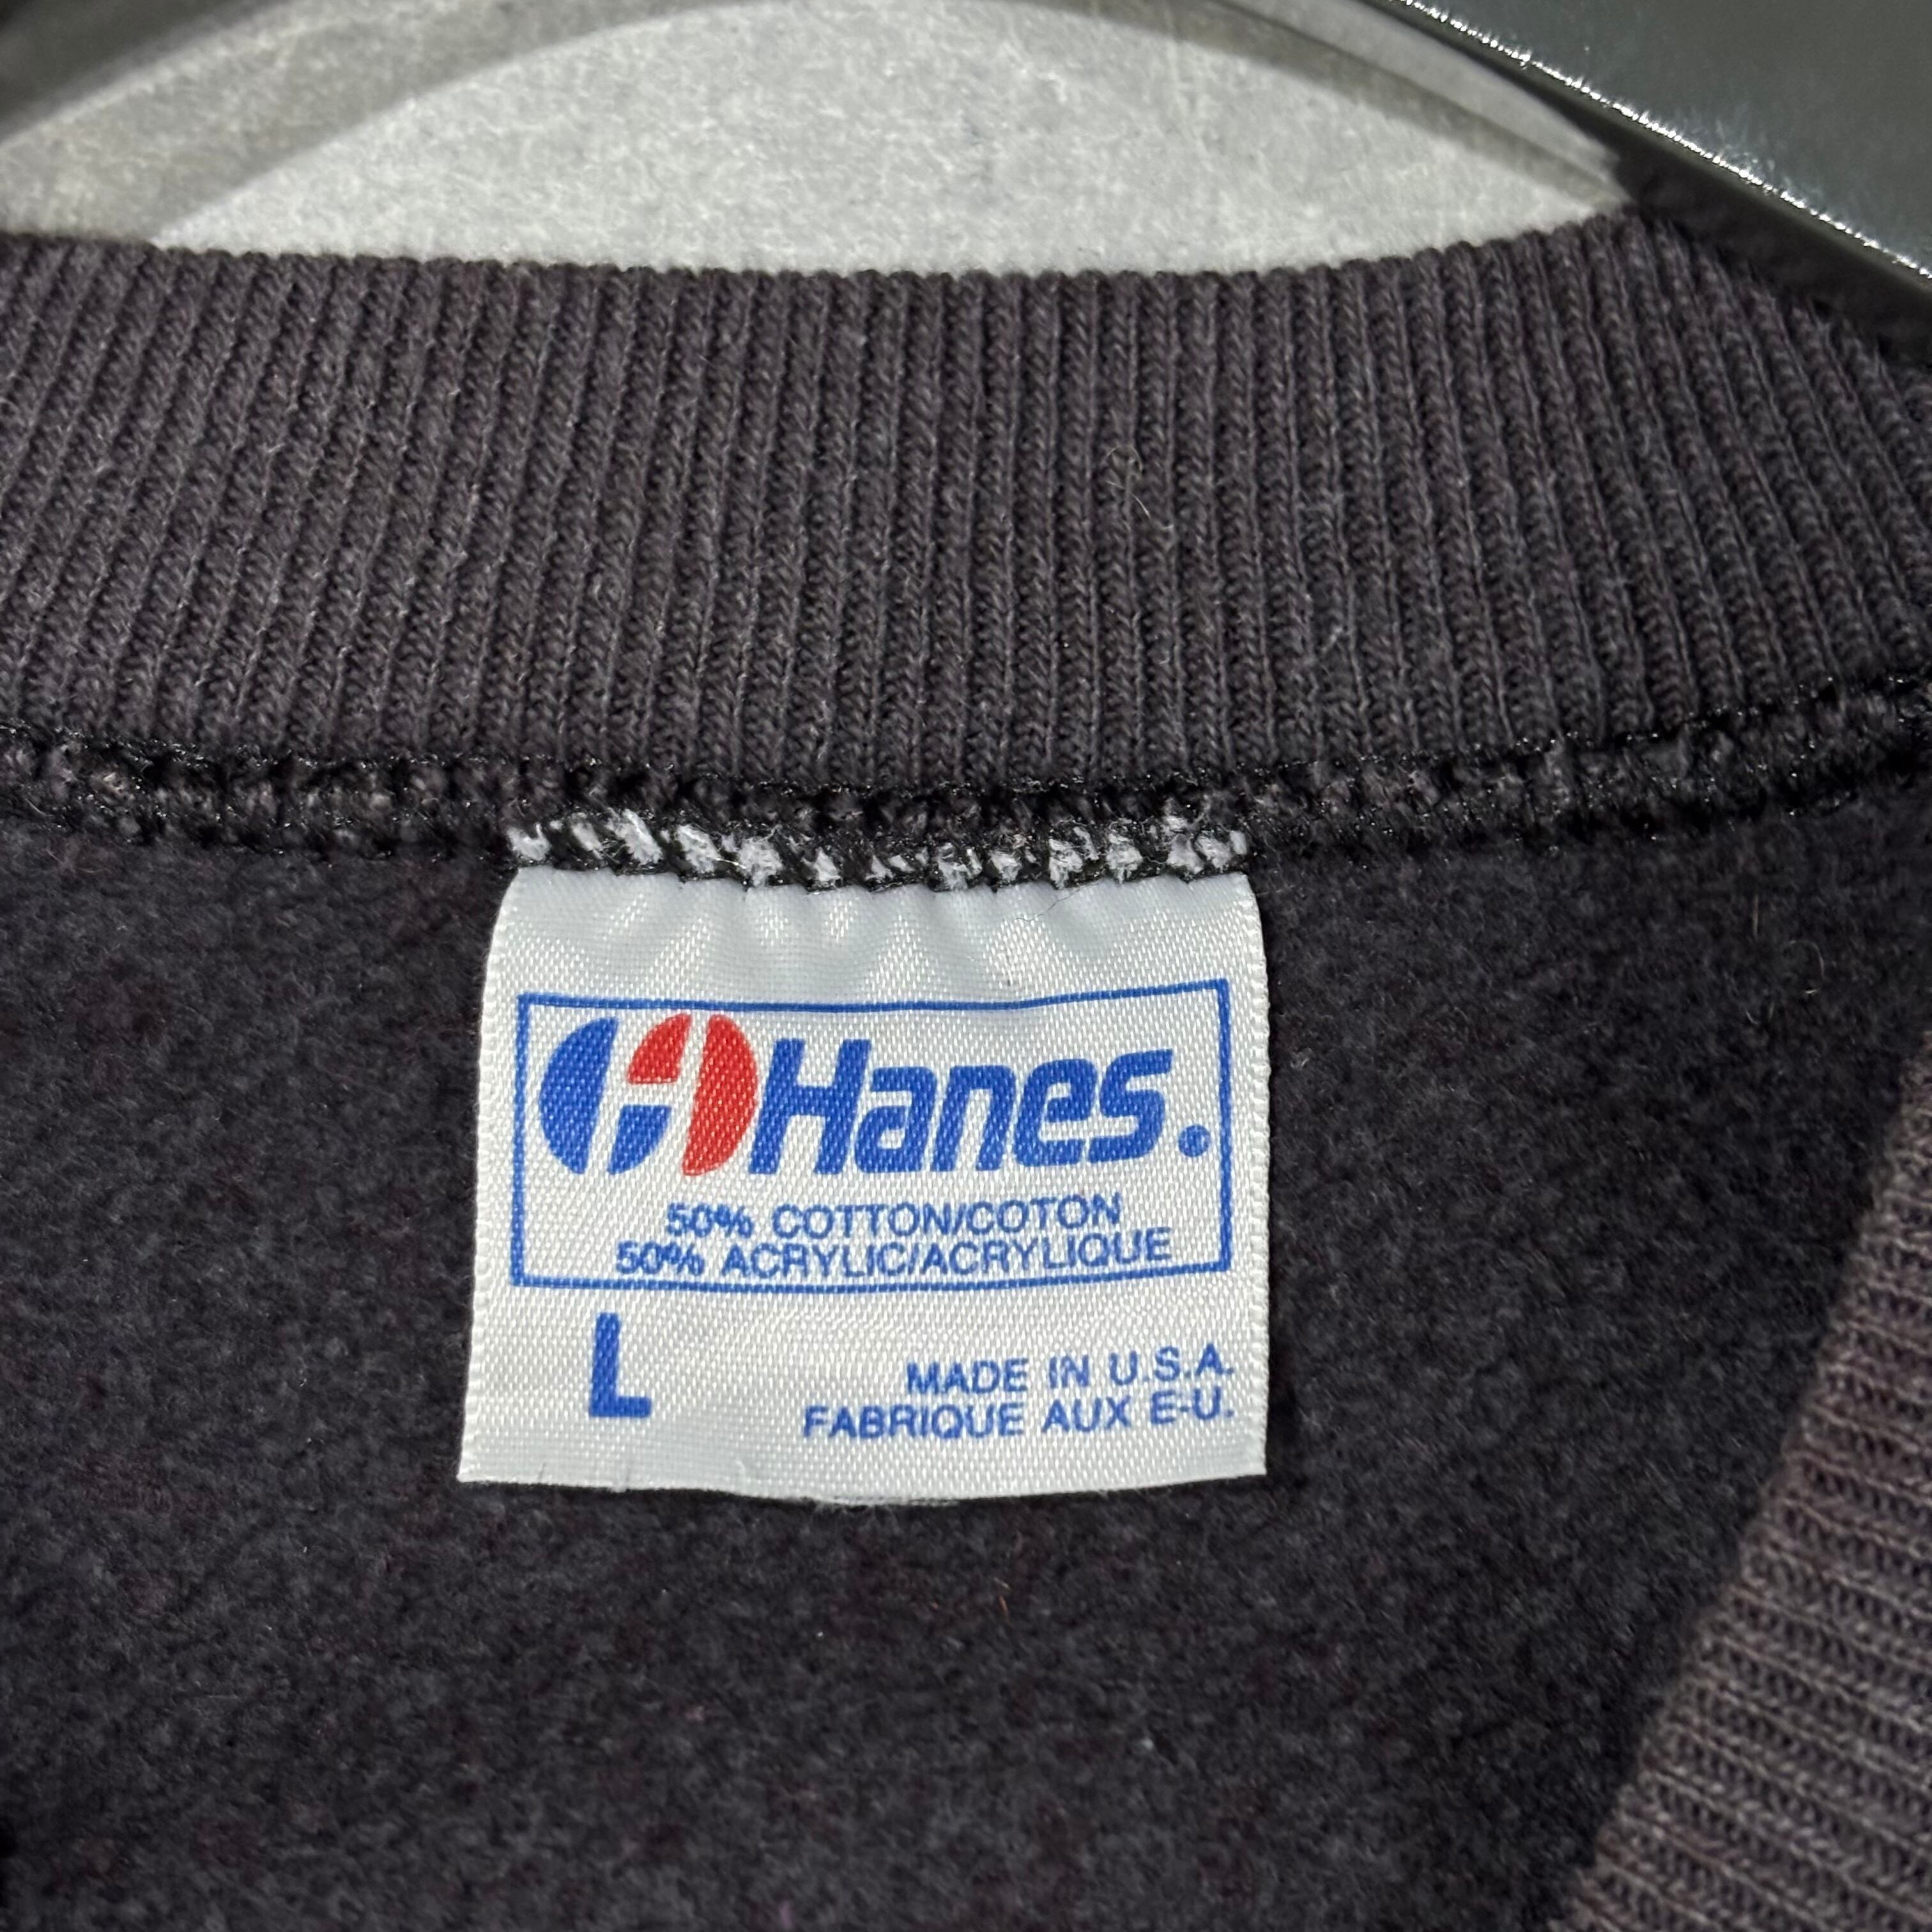 Hanes.
50% COTTON/COTON
50% ACRYLIC/ACRYLIQUE
L
MADE IN U.S.A.
FABRIQUE AUX E-U.